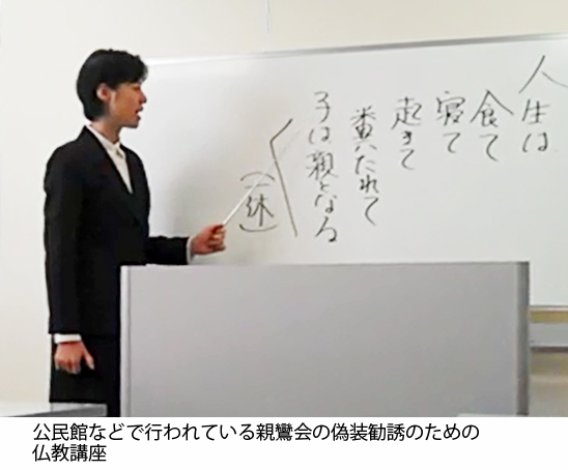 人生は
食て
寝て
起きて
糞たれて
子は親となる
(一休)
公民館などで行われている親鸞会の偽装勧誘のための
仏教講座